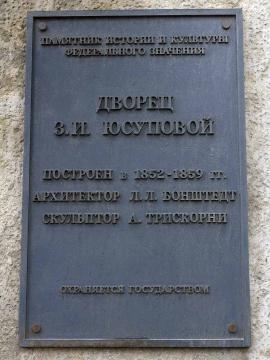 ПАМЯТНИК ИСТОРИИ И КУЛЬТУРЫ
ФЕДЕРАЛЬНОГО ЗНАЧЕНИЯ
ДВОРЕЦ
З.И. ЮСУПОВОЙ
ПОСТРОЕН в 1852-1859 гг.
АРХИТЕКТОР Л.Л. БОНШТЕДТ
СКУЛЬПТОР А. ТРИСКОРНИ
ОХРАНЯЕТСЯ ГОСУДАРСТВОМ